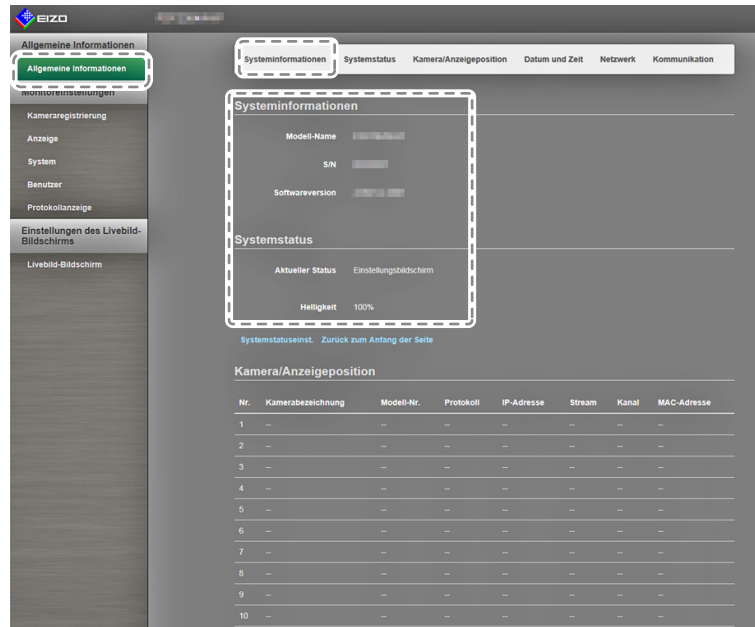 EIZO
Allgemeine Informationen
Allgemeine Informationen
Monitoreinstellungen
Kameraregistrierung
Anzeige
System
Benutzer
Protokollanzeige
Einstellungen des Livebild-
Bildschirms
Livebild-Bildschirm
Systeminformationen Systemstatus Kamera/Anzeigeposition Datum und Zeit Netzwerk Kommunikation
Systeminformationen
Modell-Name
S/N
Softwareversion
Systemstatus
Aktueller Status Einstellungsbildschirm
Helligkeit 100%
Systemstatuseinst. Zurück zum Anfang der Seite
Kamera/Anzeigeposition
Nr. Kamerabezeichnung Modell-Nr. Protokoll IP-Adresse Stream Kanal MAC-Adresse
1 -- -- -- -- -- -- --
2 -- -- -- -- -- -- --
3 -- -- -- -- -- -- --
4 -- -- -- -- -- -- --
5 -- -- -- -- -- -- --
6 -- -- -- -- -- -- --
7 -- -- -- -- -- -- --
8 -- -- -- -- -- -- --
9 -- -- -- -- -- -- --
10 -- -- -- -- -- -- --